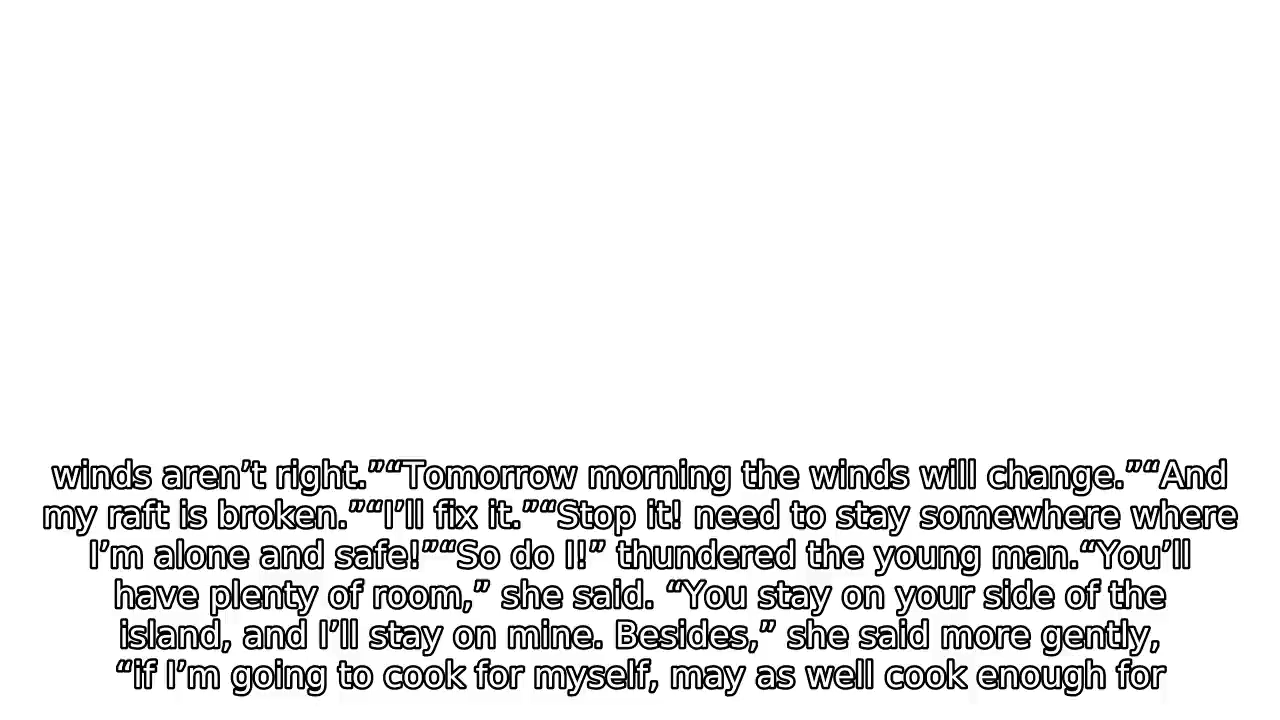 winds aren’t right.”“Tomorrow morning the winds will change.”“And
my raft is broken.”“I’ll fix it.”“Stop it! need to stay somewhere where
I’m alone and safe!”“So do I!” thundered the young man.“You’ll
have plenty of room,” she said. “You stay on your side of the
island, and I’ll stay on mine. Besides,” she said more gently,
“if I’m going to cook for myself, may as well cook enough for